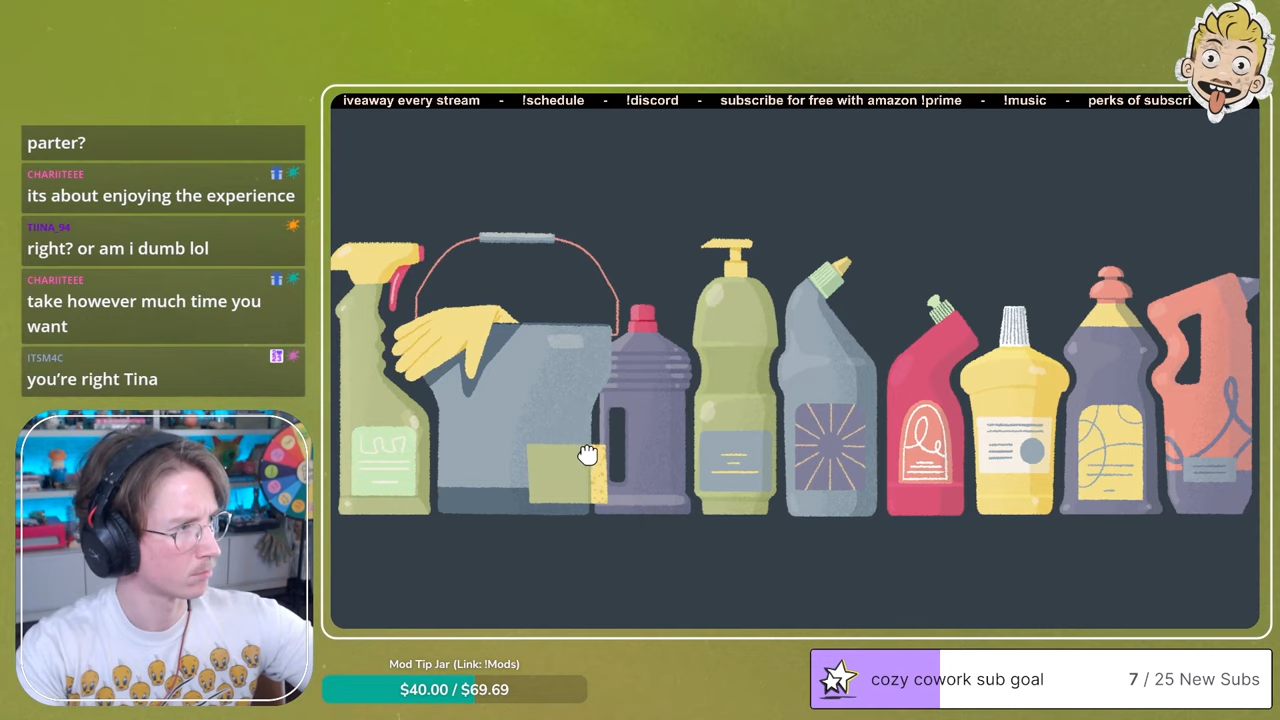 iveaway every stream - !schedule - !discord - subscribe for free with amazon !prime - !music - perks of subscri
parter?
CHARIITEEE
its about enjoying the experience
TIINA_94
right? or am i dumb lol
CHARIITEEE
take however much time you
want
ITSM4C
you're right Tina
Mod Tip Jar (Link: !Mods)
$40.00 / $69.69
cozy cowork sub goal
7 / 25 New Subs